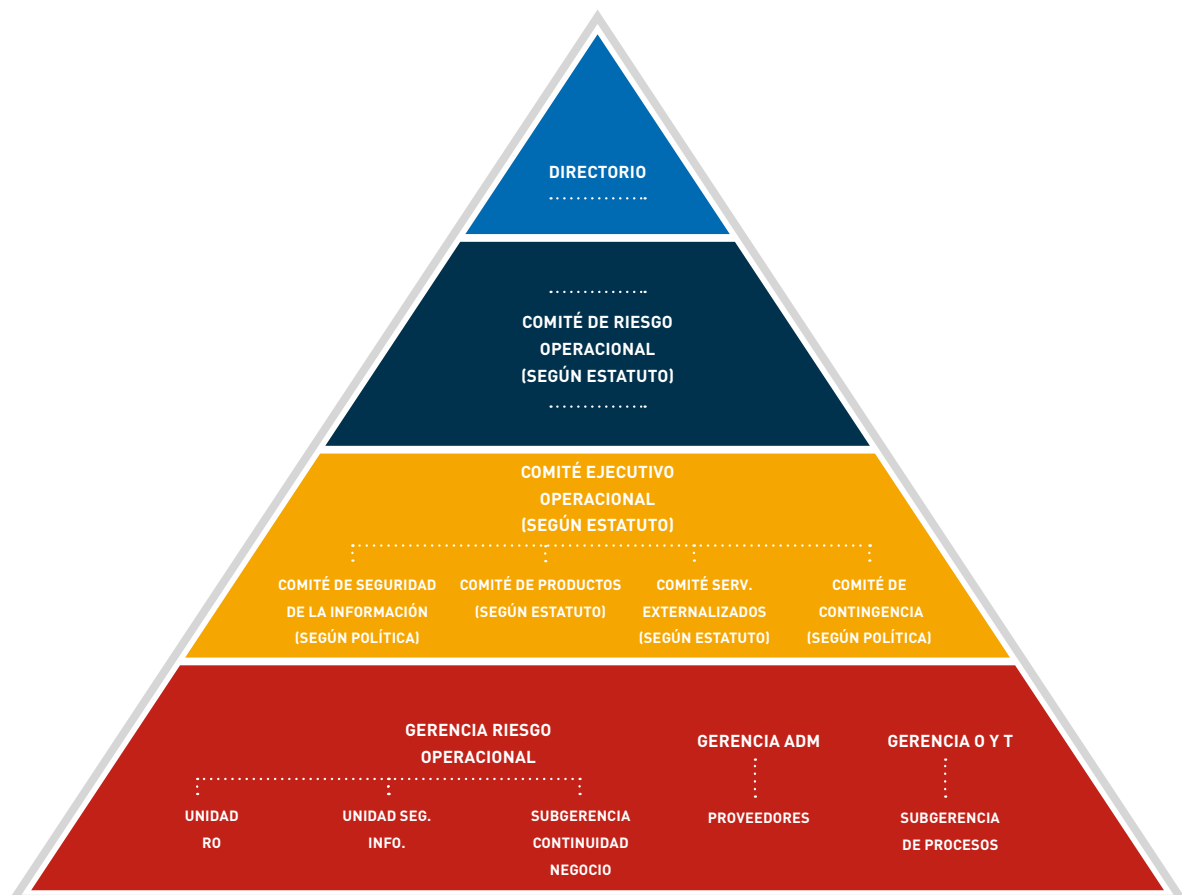 DIRECTORIO
COMITÉ DE RIESGO
OPERACIONAL
(SEGÚN ESTATUTO)
COMITÉ EJECUTIVO
OPERACIONAL
(SEGÚN ESTATUTO)
COMITÉ DE SEGURIDAD
DE LA INFORMACIÓN
(SEGÚN POLÍTICA)
COMITÉ DE PRODUCTOS
(SEGÚN ESTATUTO)
COMITÉ SERV.
EXTERNALIZADOS
(SEGÚN ESTATUTO)
COMITÉ DE
CONTINGENCIA
(SEGÚN POLÍTICA)
GERENCIA RIESGO
OPERACIONAL
UNIDAD
RO
UNIDAD SEG.
INFO.
SUBGERENCIA
CONTINUIDAD
NEGOCIO
GERENCIA ADM
PROVEEDORES
GERENCIA O Y T
SUBGERENCIA
DE PROCESOS